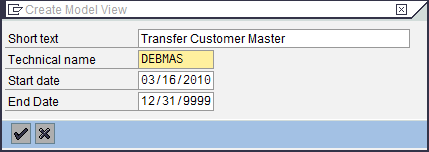 Create Model View
Short text Transfer Customer Master
Technical name DEBMAS
Start date 03/16/2010
End Date 12/31/9999